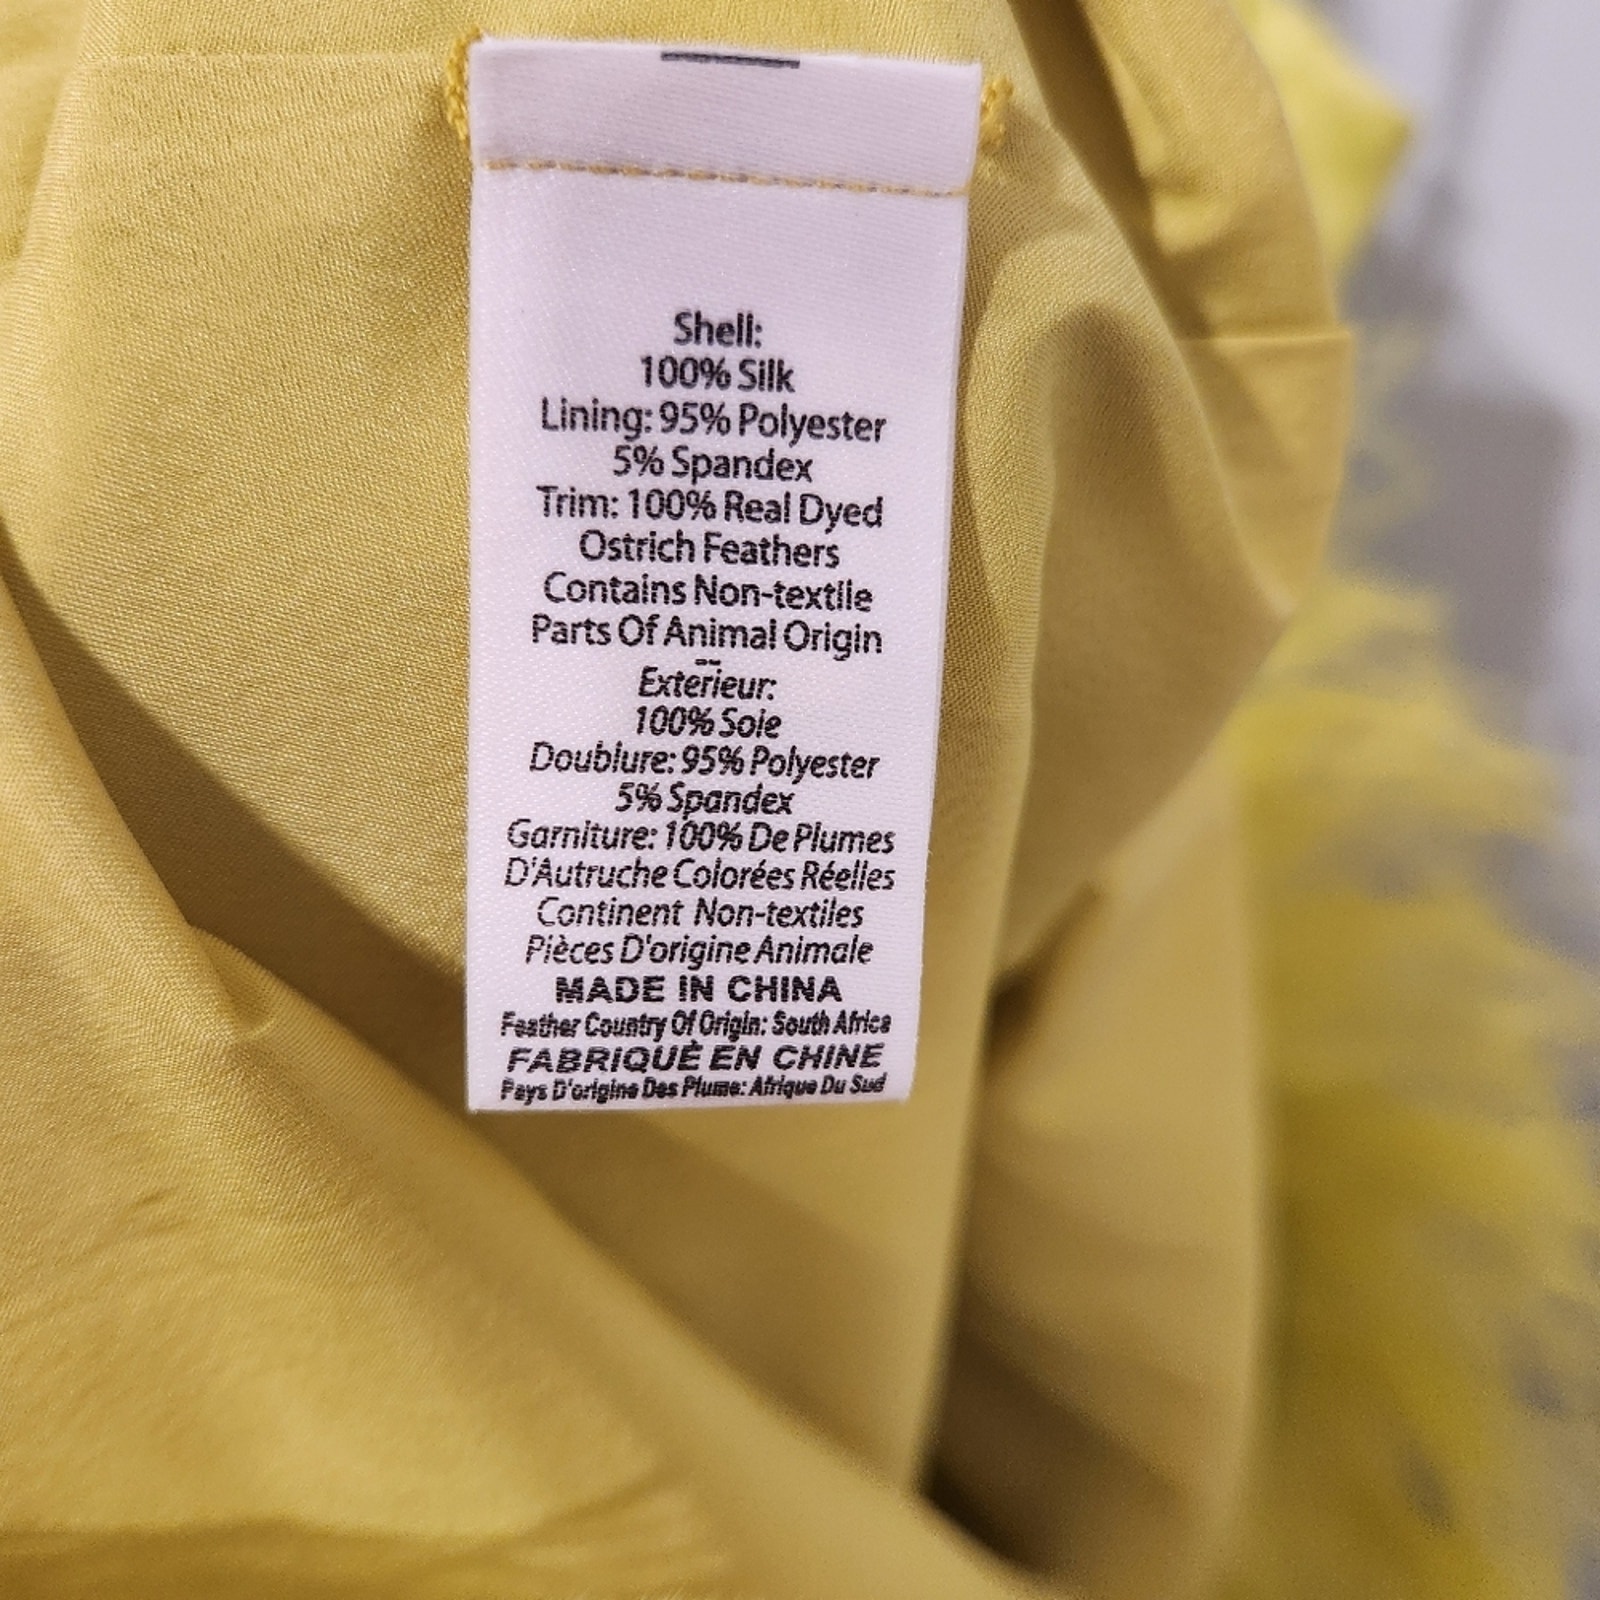 Shell:
100% Silk
Lining: 95% Polyester
5% Spandex
Trim: 100% Real Dyed
Ostrich Feathers
Contains Non-textile
Parts Of Animal Origin
--
Exterieur:
100% Soie
Doublure: 95% Polyester
5% Spandex
Garniture: 100% De Plumes
D'Autruche Colorées Réelles
Continent Non-textiles
Pièces D'origine Animale
MADE IN CHINA
Feather Country Of Origin: South Africa
FABRIQUÉ EN CHINE
Pays D'origine Des Plume: Afrique Du Sud